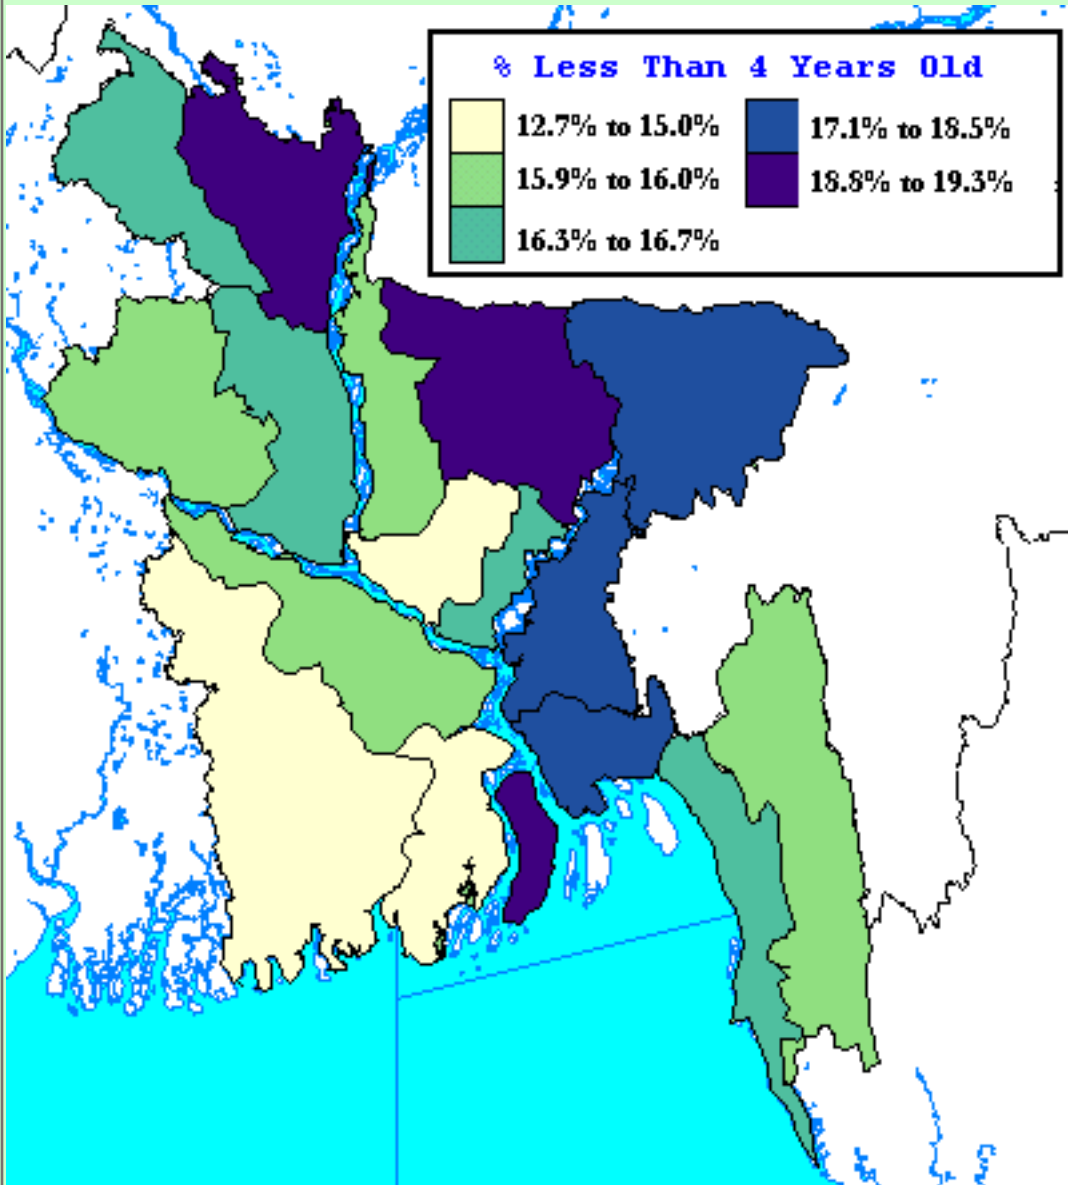 % Less Than 4 Years Old
12.7% to 15.0%
15.9% to 16.0%
16.3% to 16.7%
17.1% to 18.5%
18.8% to 19.3%